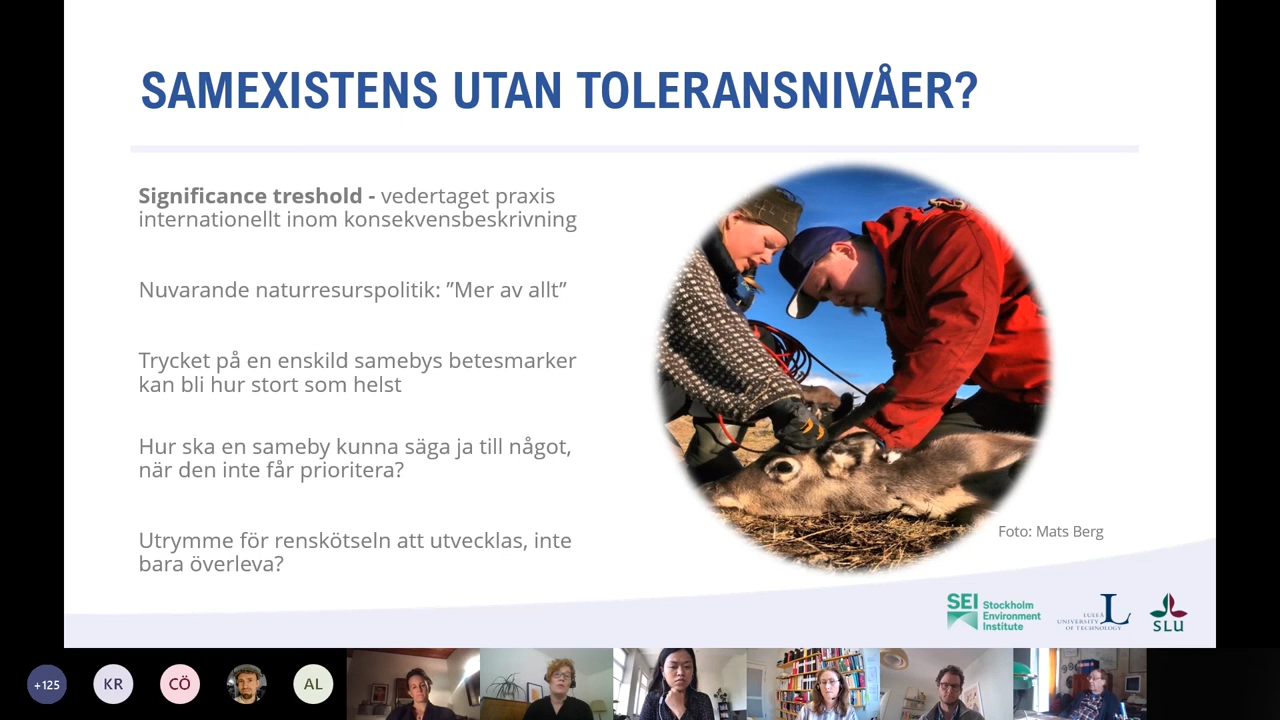 SAMEXISTENS UTAN TOLERANSNIVÅER?
Significance treshold - vedertaget praxis
internationellt inom konsekvensbeskrivning
Nuvarande naturresurspolitik: ”Mer av allt”
Trycket på en enskild samebys betesmarker
kan bli hur stort som helst
Hur ska en sameby kunna säga ja till något,
när den inte får prioritera?
Utrymme för renskötseln att utvecklas, inte
bara överleva?
Foto: Mats Berg
SEI Stockholm
Environment
Institute
L
LULEÅ
UNIVERSITY
OF TECHNOLOGY
SLU
+125
KR
CÖ
AL